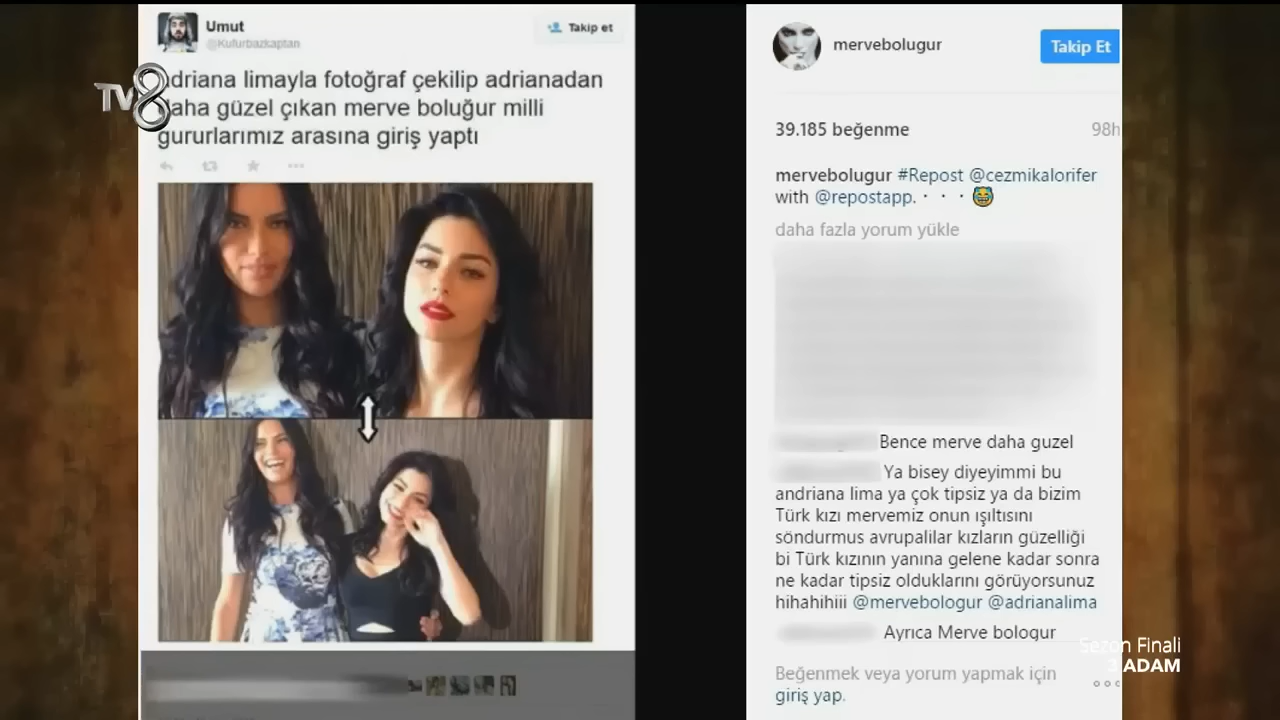 Umut
@Kufurbazkaptan
Takip et
adriana limayla fotoğraf çekilip adrianadan
daha güzel çıkan merve boluğur milli
gururlarımız arasına giriş yaptı
TV8
mervebolugur
Takip Et
39.185 beğenme
98h
mervebolugur #Repost @cezmikalorifer
with @repostapp. · · ·
daha fazla yorum yükle
Bence merve daha guzel
Ya bisey diyeyimmi bu
andriana lima ya çok tipsiz ya da bizim
Türk kızı mervemiz onun ışıltısını
söndurmus avrupalilar kızların güzelliği
bi Türk kızının yanına gelene kadar sonra
ne kadar tipsiz olduklarını görüyorsunuz
hihahihiii @mervebologur @adrianalima
Ayrıca Merve bologur
Beğenmek veya yorum yapmak için
giriş yap.
Sezon Finali
3 ADAM